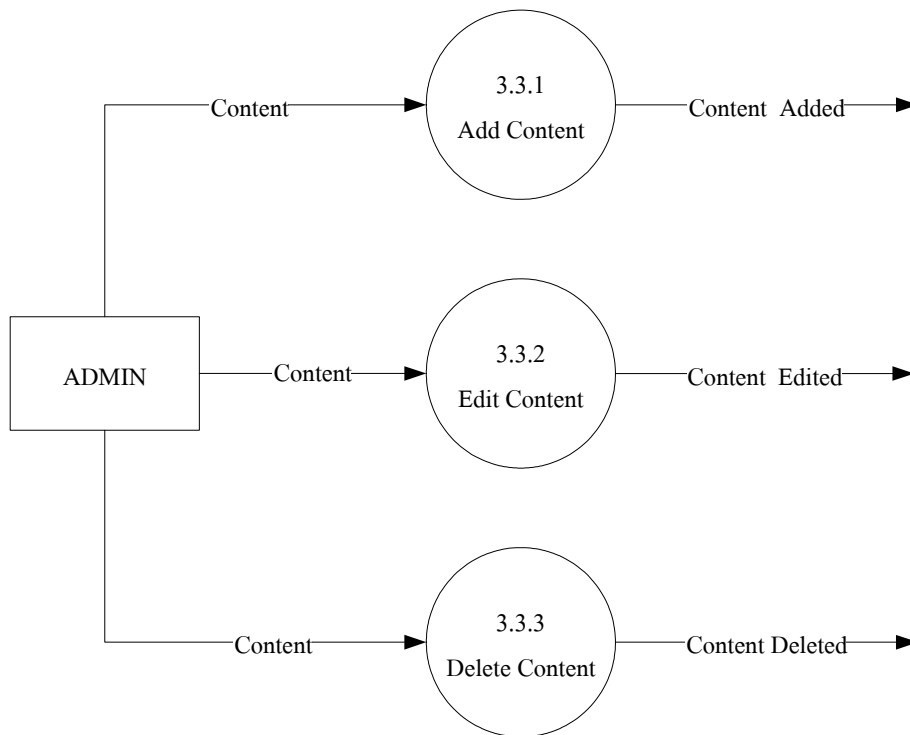 3.3.1
Add Content
Content
Content Added
ADMIN
Content
3.3.2
Edit Content
Content Edited
Content
3.3.3
Delete Content
Content Deleted